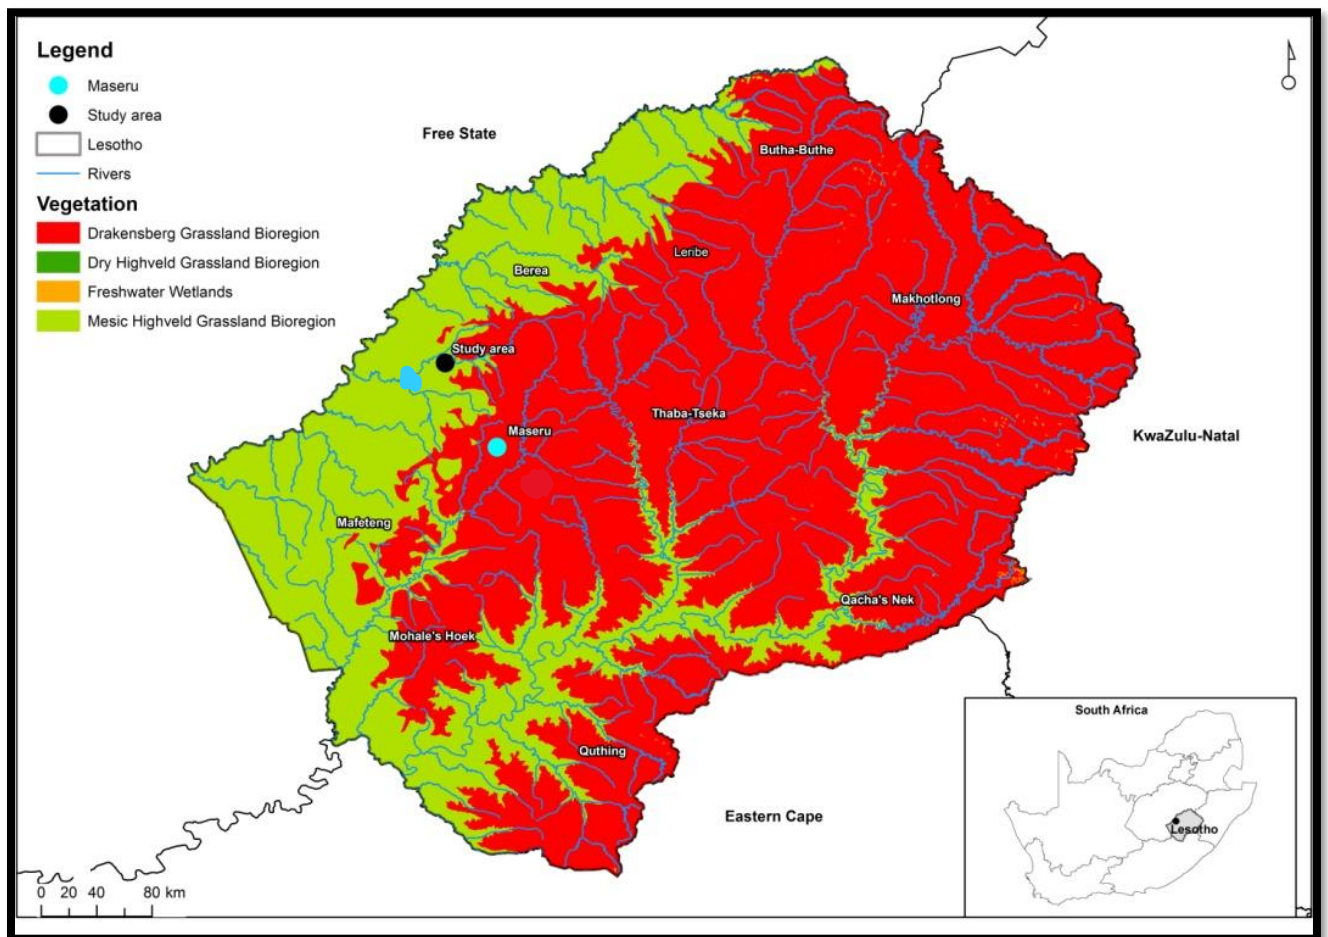 Legend
Maseru
Study area
Lesotho
Rivers
Vegetation
Drakensberg Grassland Bioregion
Dry Highveld Grassland Bioregion
Freshwater Wetlands
Mesic Highveld Grassland Bioregion
Free State
Butha-Buthe
Leribe
Berea
Makhotlong
Study area
Thaba-Tseka
Maseru
KwaZulu-Natal
Mafeteng
Qacha's Nek
Mohale's Hoek
Quthing
Eastern Cape
South Africa
Lesotho
0 20 40 80 km